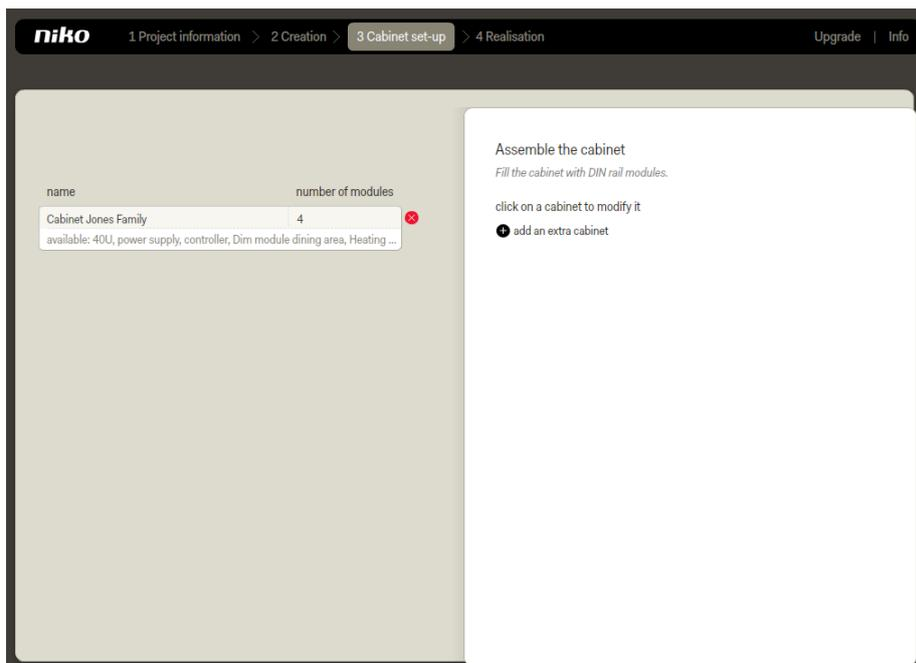 niko 1 Project information > 2 Creation > 3 Cabinet set-up > 4 Realisation Upgrade | Info
Assemble the cabinet
Fill the cabinet with DIN rail modules.
name number of modules
click on a cabinet to modify it
Cabinet Jones Family 4
add an extra cabinet
available: 40U, power supply, controller, Dim module dining area, Heating ...